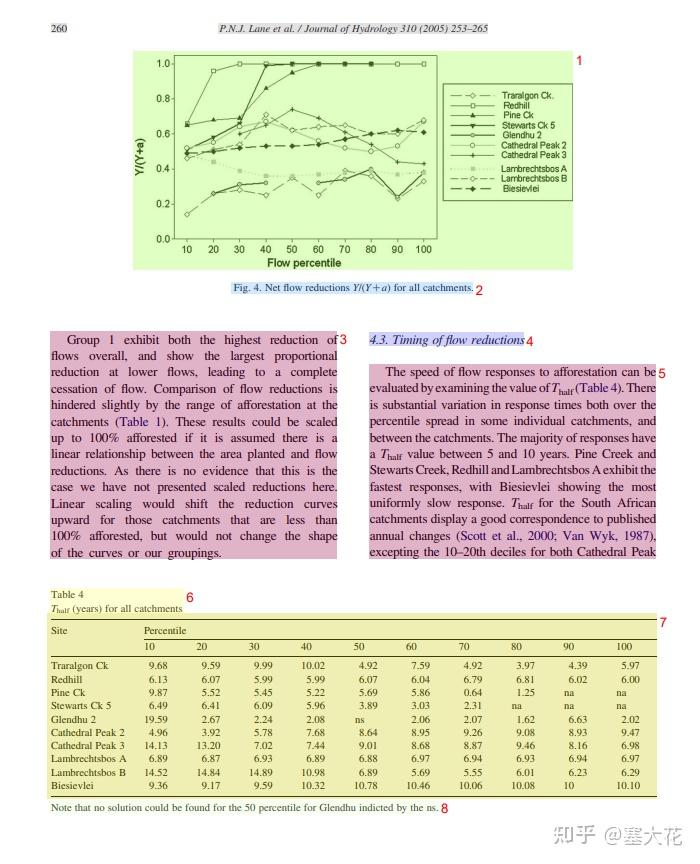 260
P.N.J. Lane et al. / Journal of Hydrology 310 (2005) 253–265
1
1.0
0.8
0.6
0.4
0.2
0.0
Y/(Y+a)
10 20 30 40 50 60 70 80 90 100
Flow percentile
Traralgon Ck.
Redhill
Pine Ck
Stewarts Ck 5
Glendhu 2
Cathedral Peak 2
Cathedral Peak 3
Lambrechtsbos A
Lambrechtsbos B
Biesievlei
Fig. 4. Net flow reductions Y/(Y+a) for all catchments. 2
Group 1 exhibit both the highest reduction of 3
flows overall, and show the largest proportional
reduction at lower flows, leading to a complete
cessation of flow. Comparison of flow reductions is
hindered slightly by the range of afforestation at the
catchments (Table 1). These results could be scaled
up to 100% afforested if it is assumed there is a
linear relationship between the area planted and flow
reductions. As there is no evidence that this is the
case we have not presented scaled reductions here.
Linear scaling would shift the reduction curves
upward for those catchments that are less than
100% afforested, but would not change the shape
of the curves or our groupings.
4.3. Timing of flow reductions 4
The speed of flow responses to afforestation can be 5
evaluated by examining the value of Thalf (Table 4). There
is substantial variation in response times both over the
percentile spread in some individual catchments, and
between the catchments. The majority of responses have
a Thalf value between 5 and 10 years. Pine Creek and
Stewarts Creek, Redhill and Lambrechtsbos A exhibit the
fastest responses, with Biesievlei showing the most
uniformly slow response. Thalf for the South African
catchments display a good correspondence to published
annual changes (Scott et al., 2000; Van Wyk, 1987),
excepting the 10–20th deciles for both Cathedral Peak
Table 4 6
Thalf (years) for all catchments
7
Site Percentile
10 20 30 40 50 60 70 80 90 100
Traralgon Ck 9.68 9.59 9.99 10.02 4.92 7.59 4.92 3.97 4.39 5.97
Redhill 6.13 6.07 5.99 5.99 6.07 6.04 6.79 6.81 6.02 6.00
Pine Ck 9.87 5.52 5.45 5.22 5.69 5.86 0.64 1.25 na na
Stewarts Ck 5 6.49 6.41 6.09 5.96 3.89 3.03 2.31 na na na
Glendhu 2 19.59 2.67 2.24 2.08 ns 2.06 2.07 1.62 6.63 2.02
Cathedral Peak 2 4.96 3.92 5.78 7.68 8.64 8.95 9.26 9.08 8.93 9.47
Cathedral Peak 3 14.13 13.20 7.02 7.44 9.01 8.68 8.87 9.46 8.16 6.98
Lambrechtsbos A 6.89 6.87 6.93 6.89 6.88 6.97 6.94 6.93 6.94 6.97
Lambrechtsbos B 14.52 14.84 14.89 10.98 6.89 5.69 5.55 6.01 6.23 6.29
Biesievlei 9.36 9.17 9.59 10.32 10.78 10.46 10.06 10.08 10 10.10
Note that no solution could be found for the 50 percentile for Glendhu indicted by the ns. 8
知乎 @塞大花